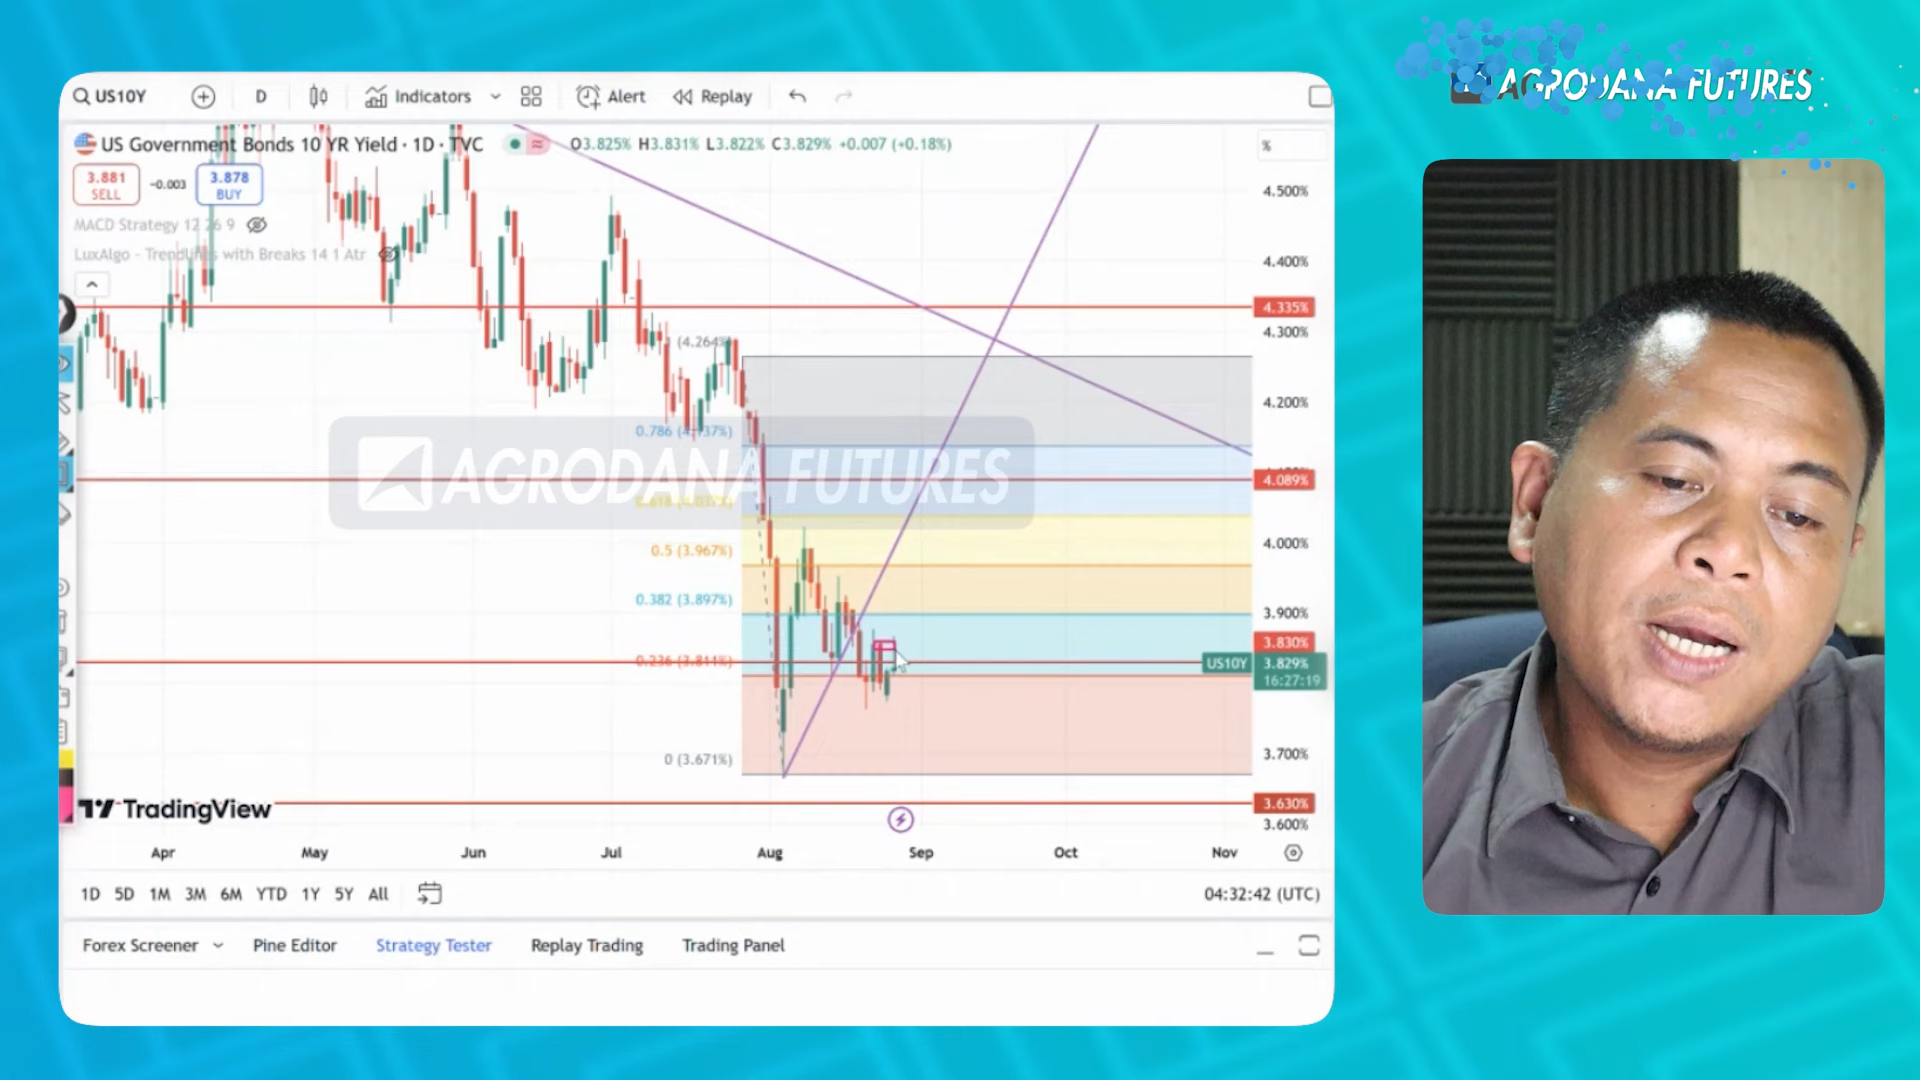 AGRODANA FUTURES
US10Y
D
Indicators
Alert
Replay
US Government Bonds 10 YR Yield · 1D · TVC
O3.825% H3.831% L3.822% C3.829% +0.007 (+0.18%)
%
3.881
SELL
-0.003
3.878
BUY
MACD Strategy 12 26 9
LuxAlgo - Trendlines with Breaks 14 1 Atr
4.500%
4.400%
4.335%
4.300%
4.200%
4.089%
4.000%
3.900%
3.830%
US10Y
3.829%
16:27:19
3.700%
3.630%
3.600%
(4.264%)
0.786 (4.137%)
AGRODANA FUTURES
0.618 (4.037%)
0.5 (3.967%)
0.382 (3.897%)
0.236 (3.811%)
0 (3.671%)
TradingView
Apr May Jun Jul Aug Sep Oct Nov
1D 5D 1M 3M 6M YTD 1Y 5Y All
04:32:42 (UTC)
Forex Screener Pine Editor Strategy Tester Replay Trading Trading Panel